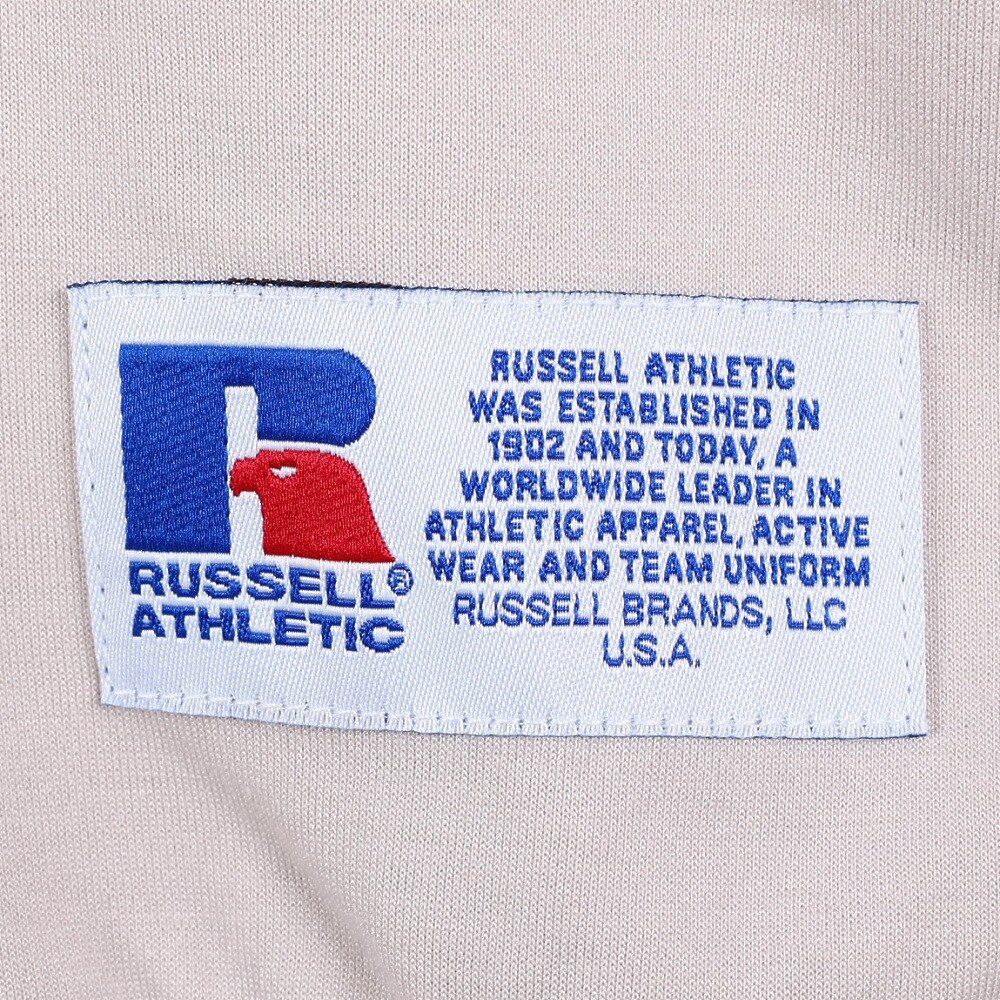 R
RUSSELL®
ATHLETIC
RUSSELL ATHLETIC
WAS ESTABLISHED IN
1902 AND TODAY, A
WORLDWIDE LEADER IN
ATHLETIC APPAREL, ACTIVE
WEAR AND TEAM UNIFORM
RUSSELL BRANDS, LLC
U.S.A.